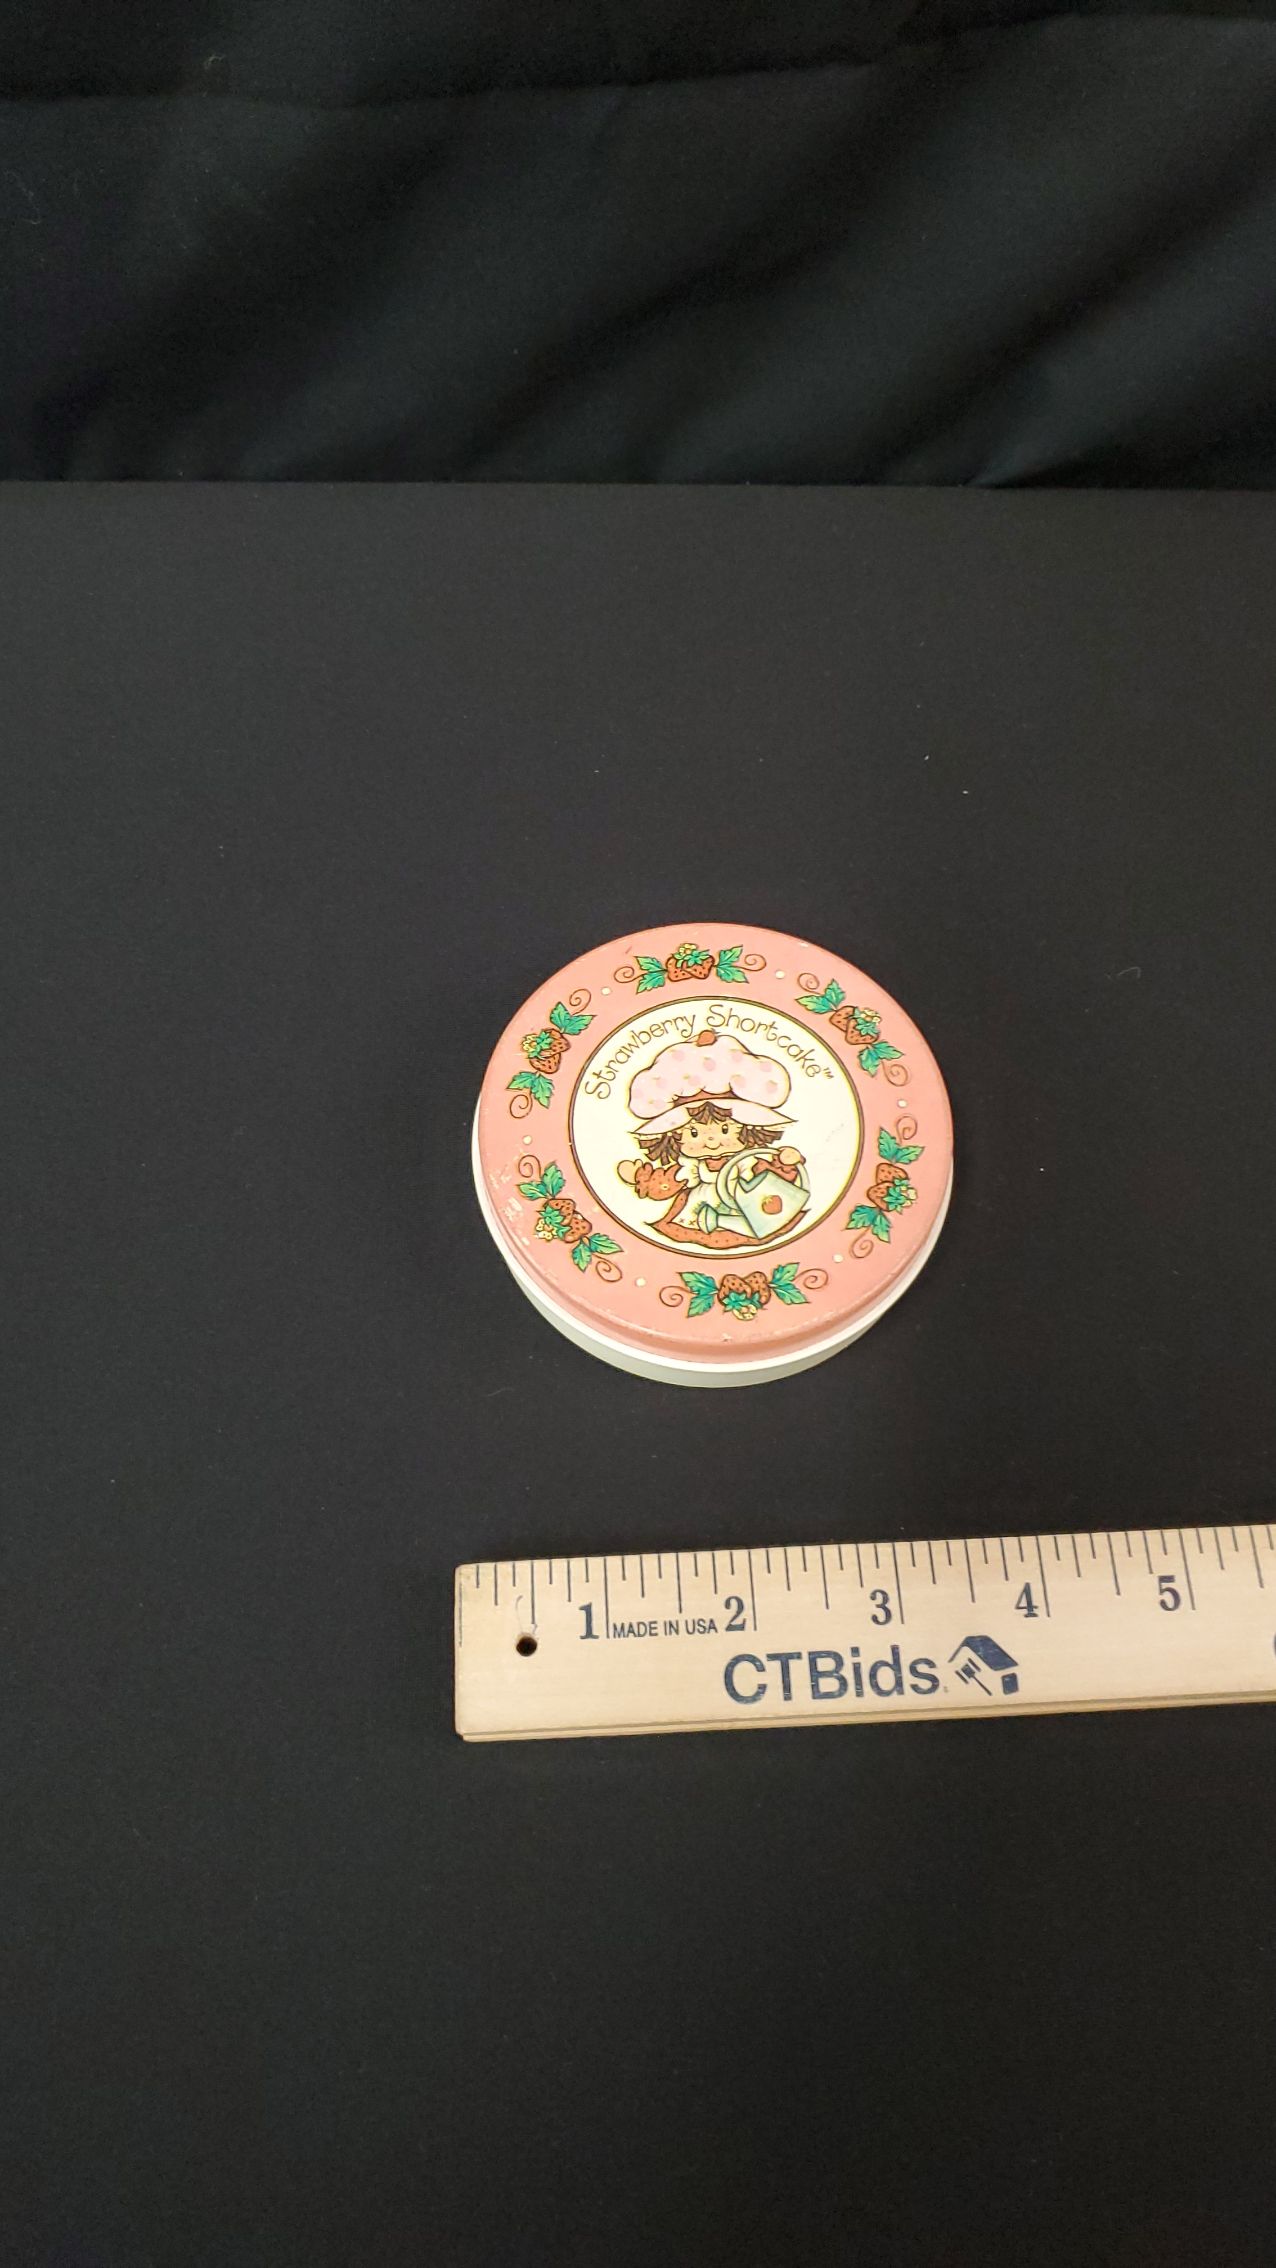 Strawberry Shortcake™
1 MADE IN USA 2 3 4 5
CTBids